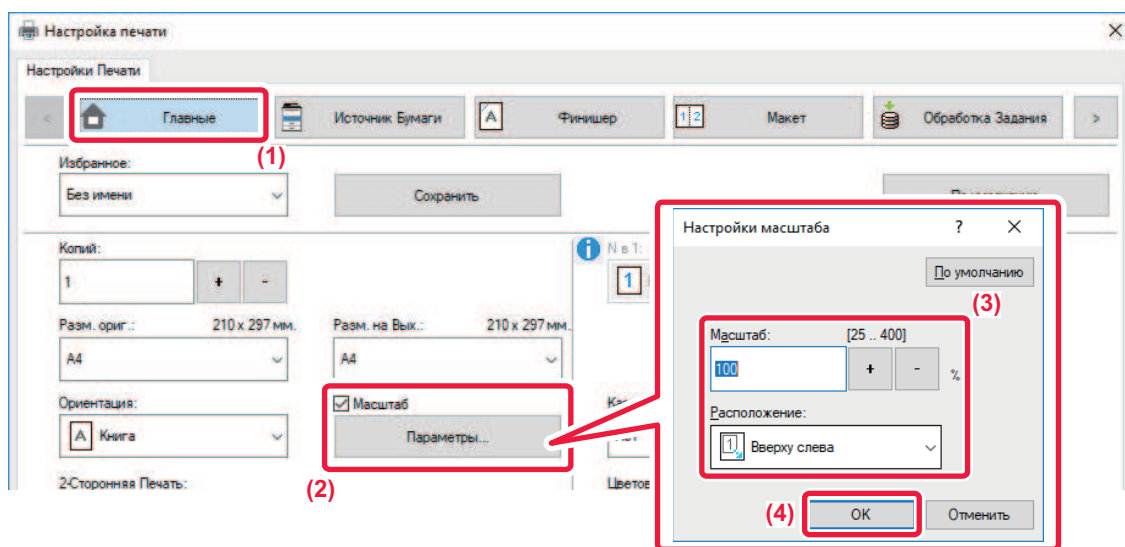 Настройка печати
Настройки Печати
< Главные Источник Бумаги Финишер Макет Обработка Задания >
(1)
Избранное:
Без имени Сохранить
Настройки масштаба ? X
По умолчанию
(3)
Копий: N в 1:
1 + - 1
Разм. ориг.: 210 x 297 мм. Разм. на Вых.: 210 x 297 мм.
A4 A4
Масштаб: [25 .. 400]
100 + - %
Ориентация: Масштаб
Книга Параметры...
Расположение:
Вверху слева
2-Сторонняя Печать:
(2)
(4) OK Отменить